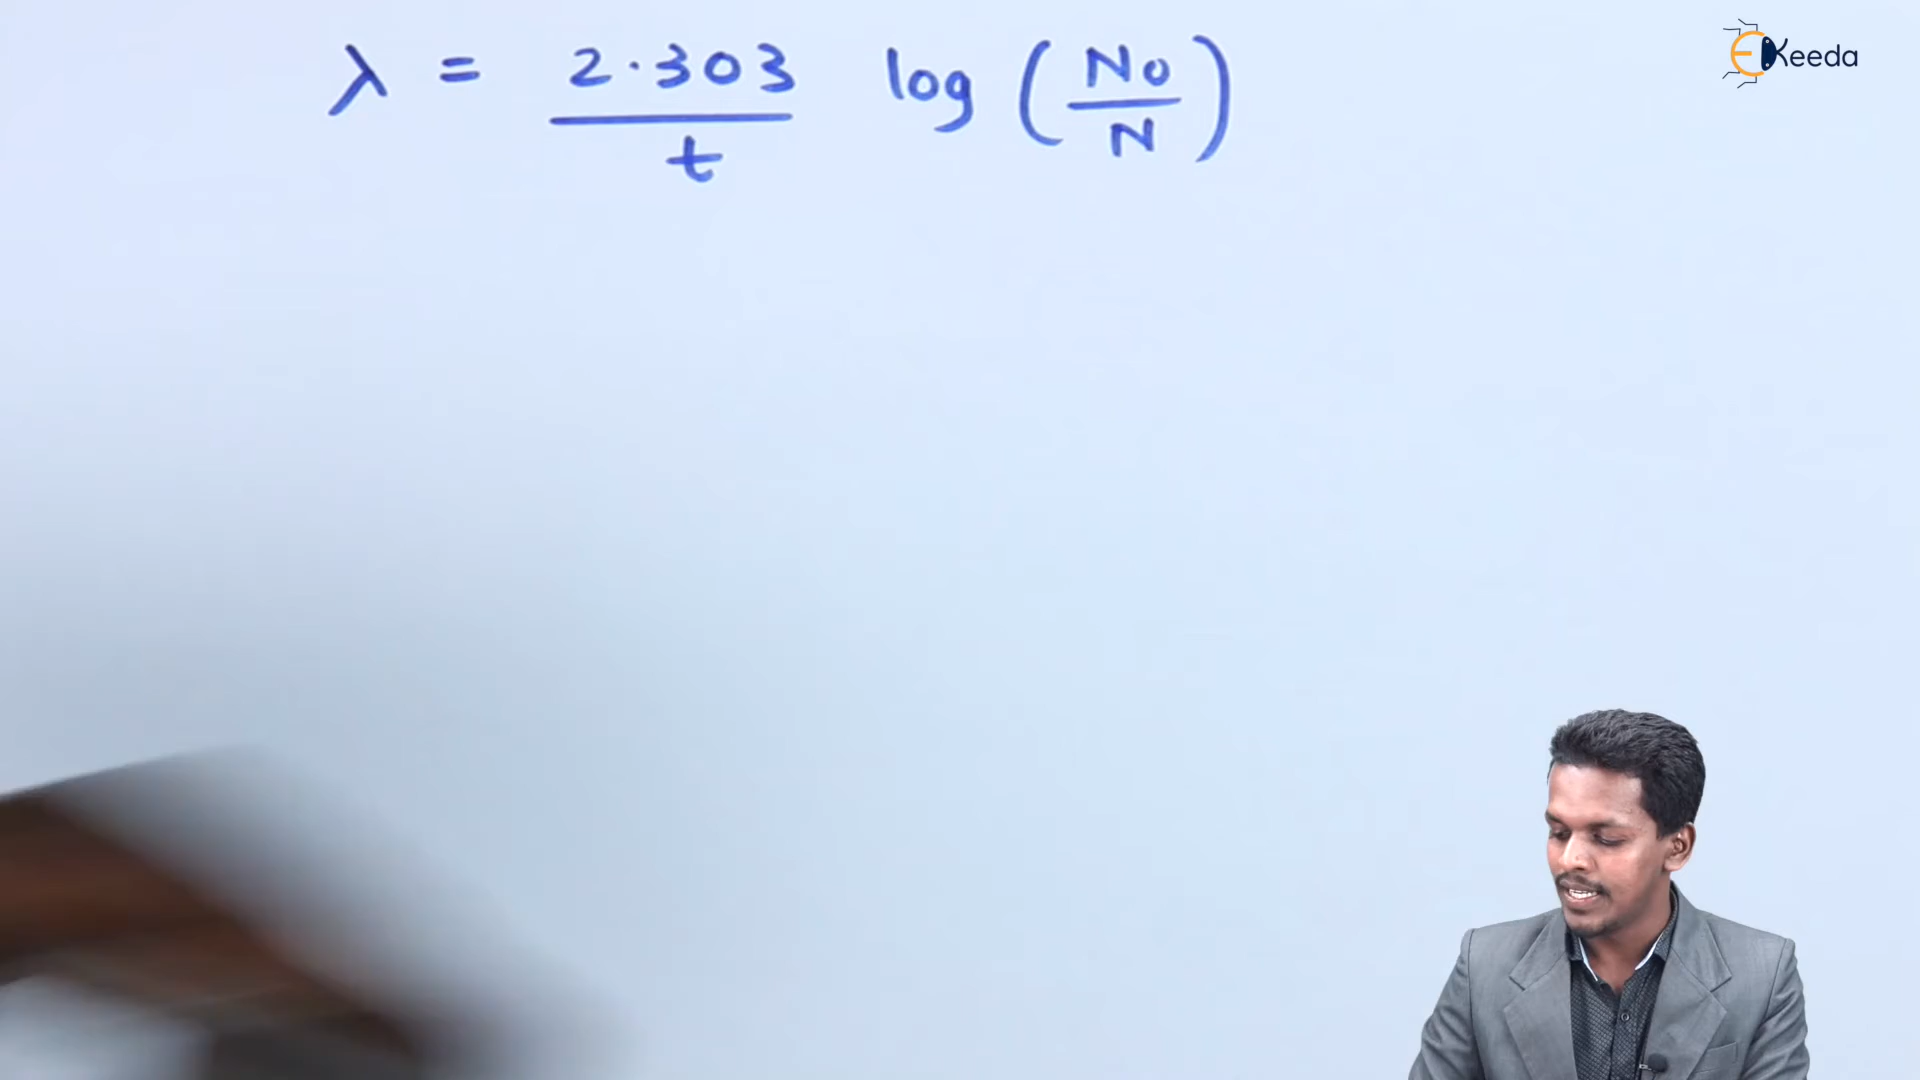 λ = 2.303 / t log (N₀ / N)
EKeeda